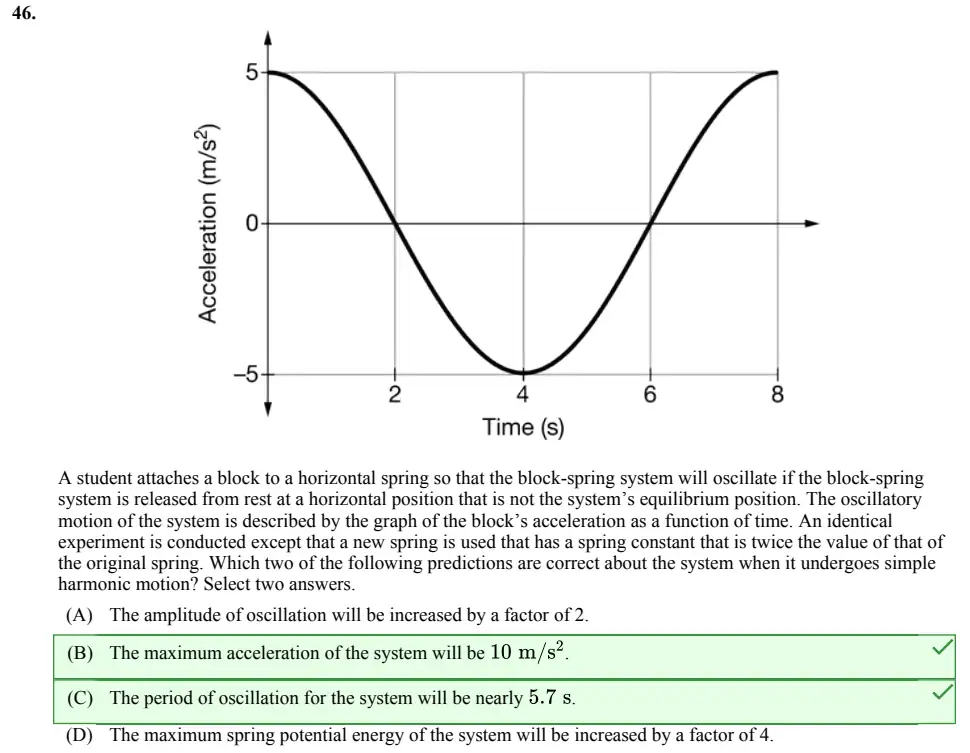 46.
5
0
–5
Acceleration (m/s²)
2 4 6 8
Time (s)
A student attaches a block to a horizontal spring so that the block-spring system will oscillate if the block-spring
system is released from rest at a horizontal position that is not the system’s equilibrium position. The oscillatory
motion of the system is described by the graph of the block’s acceleration as a function of time. An identical
experiment is conducted except that a new spring is used that has a spring constant that is twice the value of that of
the original spring. Which two of the following predictions are correct about the system when it undergoes simple
harmonic motion? Select two answers.
(A) The amplitude of oscillation will be increased by a factor of 2.
(B) The maximum acceleration of the system will be 10 m/s².
(C) The period of oscillation for the system will be nearly 5.7 s.
(D) The maximum spring potential energy of the system will be increased by a factor of 4.